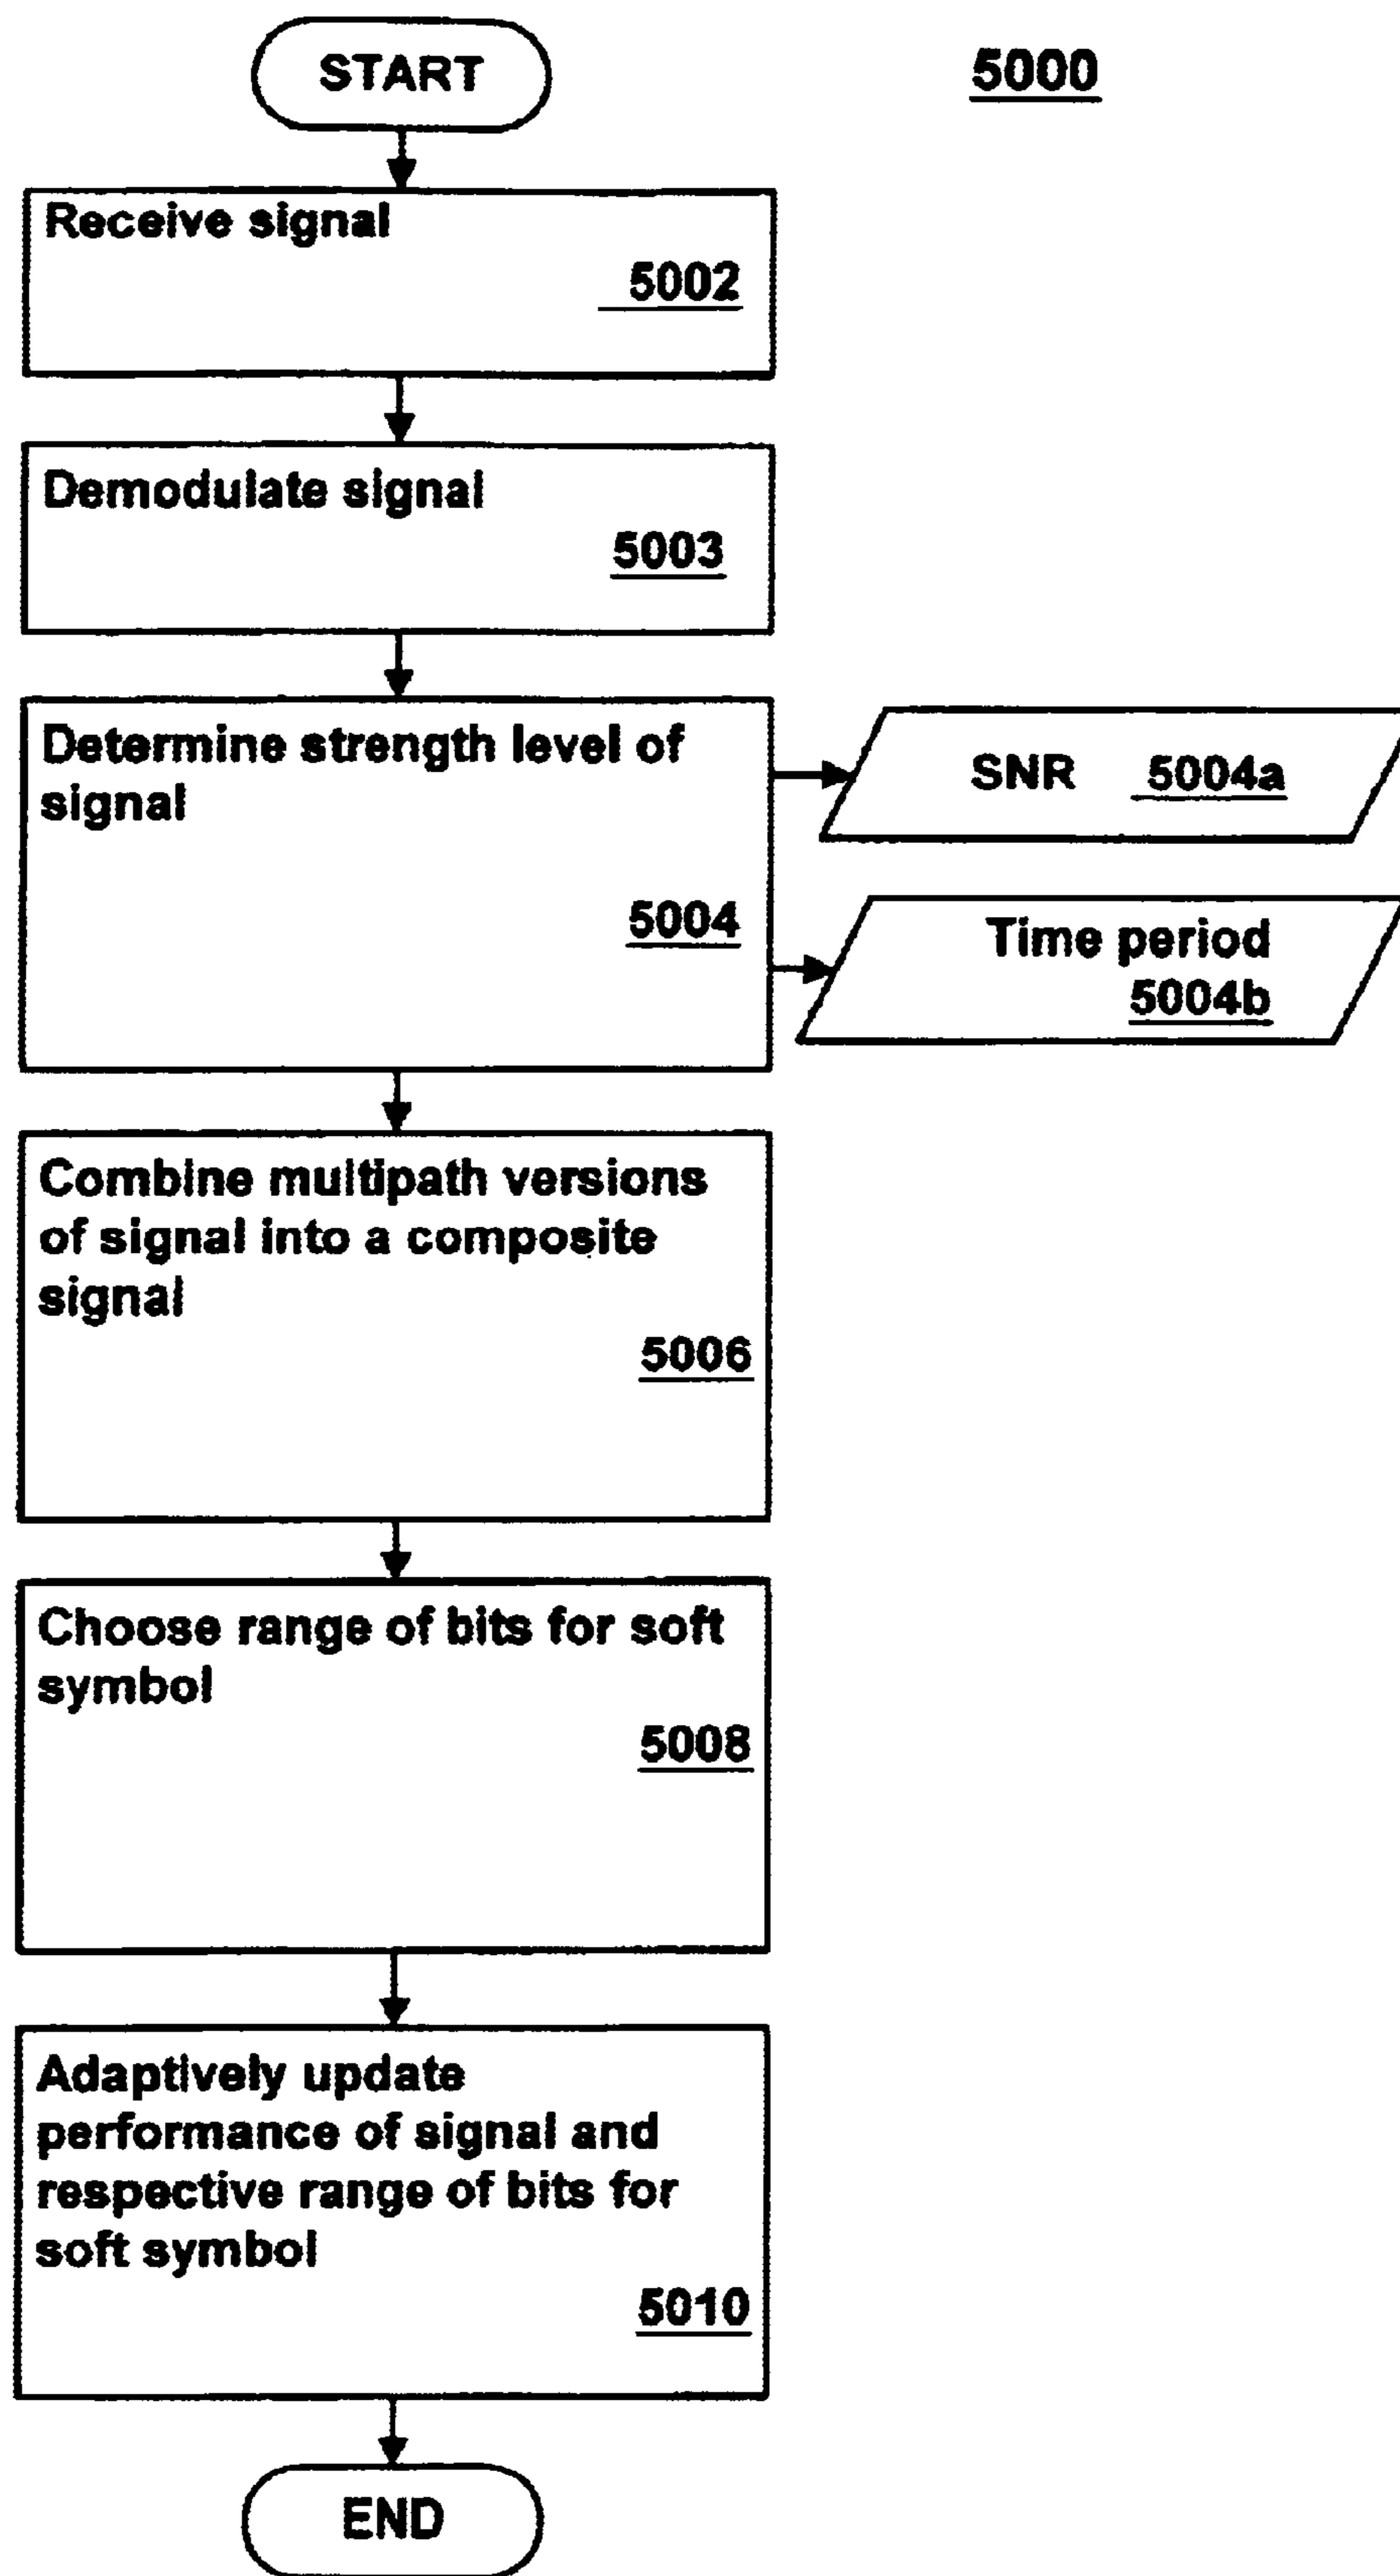 START
5000
Receive signal
5002
Demodulate signal
5003
Determine strength level of
signal
5004
SNR 5004a
Time period
5004b
Combine multipath versions
of signal into a composite
signal
5006
Choose range of bits for soft
symbol
5008
Adaptively update
performance of signal and
respective range of bits for
soft symbol
5010
END